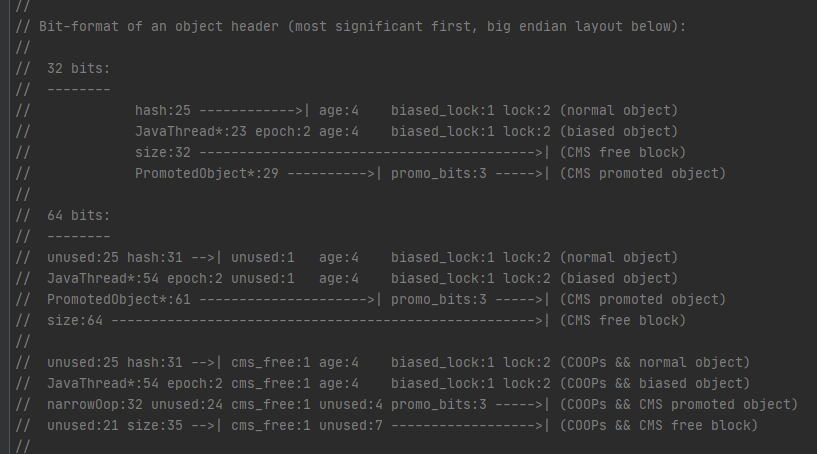 //
// Bit-format of an object header (most significant first, big endian layout below):
//
//  32 bits:
//  --------
//             hash:25 ------------>| age:4    biased_lock:1 lock:2 (normal object)
//             JavaThread*:23 epoch:2 age:4    biased_lock:1 lock:2 (biased object)
//             size:32 ------------------------------------------>| (CMS free block)
//             PromotedObject*:29 ---------->| promo_bits:3 ----->| (CMS promoted object)
//
//  64 bits:
//  --------
//  unused:25 hash:31 -->| unused:1   age:4    biased_lock:1 lock:2 (normal object)
//  JavaThread*:54 epoch:2 unused:1   age:4    biased_lock:1 lock:2 (biased object)
//  PromotedObject*:61 --------------------->| promo_bits:3 ----->| (CMS promoted object)
//  size:64 ----------------------------------------------------->| (CMS free block)
//
//  unused:25 hash:31 -->| cms_free:1 age:4    biased_lock:1 lock:2 (COOPs && normal object)
//  JavaThread*:54 epoch:2 cms_free:1 age:4    biased_lock:1 lock:2 (COOPs && biased object)
//  narrowOop:32 unused:24 cms_free:1 unused:4 promo_bits:3 ----->| (COOPs && CMS promoted object)
//  unused:21 size:35 -->| cms_free:1 unused:7 ------------------>| (COOPs && CMS free block)
//